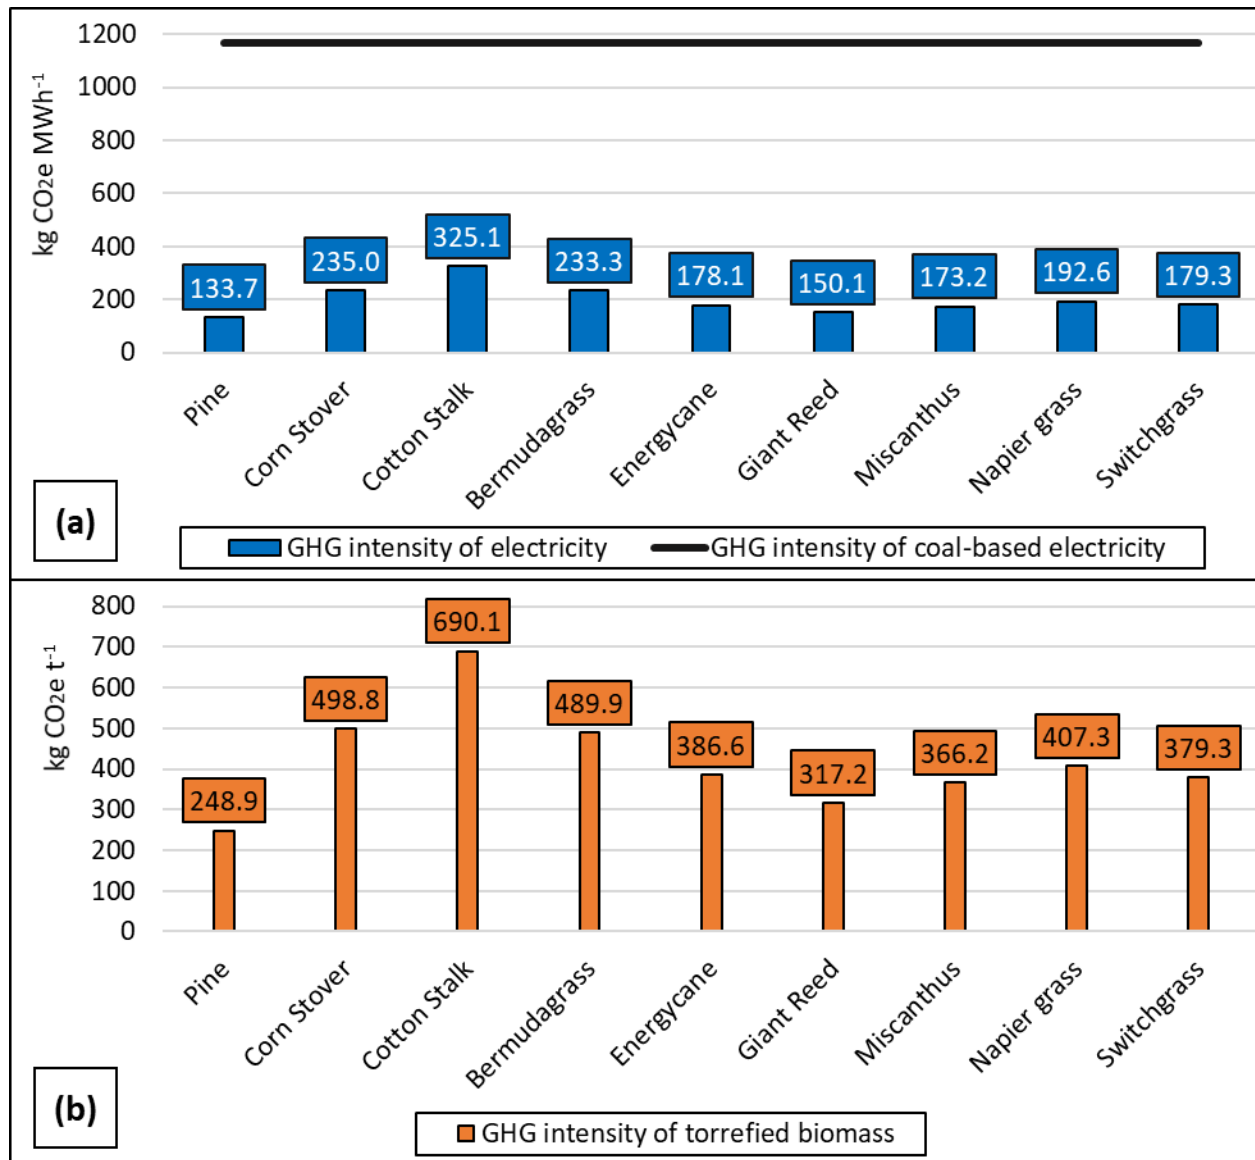 1200
1000
800
600
400
200
0
kg CO2e MWh-1
133.7
235.0
325.1
233.3
178.1
150.1
173.2
192.6
179.3
Pine
Corn Stover
Cotton Stalk
Bermudagrass
Energycane
Giant Reed
Miscanthus
Napier grass
Switchgrass
(a)
GHG intensity of electricity GHG intensity of coal-based electricity
800
700
600
500
400
300
200
100
0
kg CO2e t-1
248.9
498.8
690.1
489.9
386.6
317.2
366.2
407.3
379.3
Pine
Corn Stover
Cotton Stalk
Bermudagrass
Energycane
Giant Reed
Miscanthus
Napier grass
Switchgrass
(b)
GHG intensity of torrefied biomass